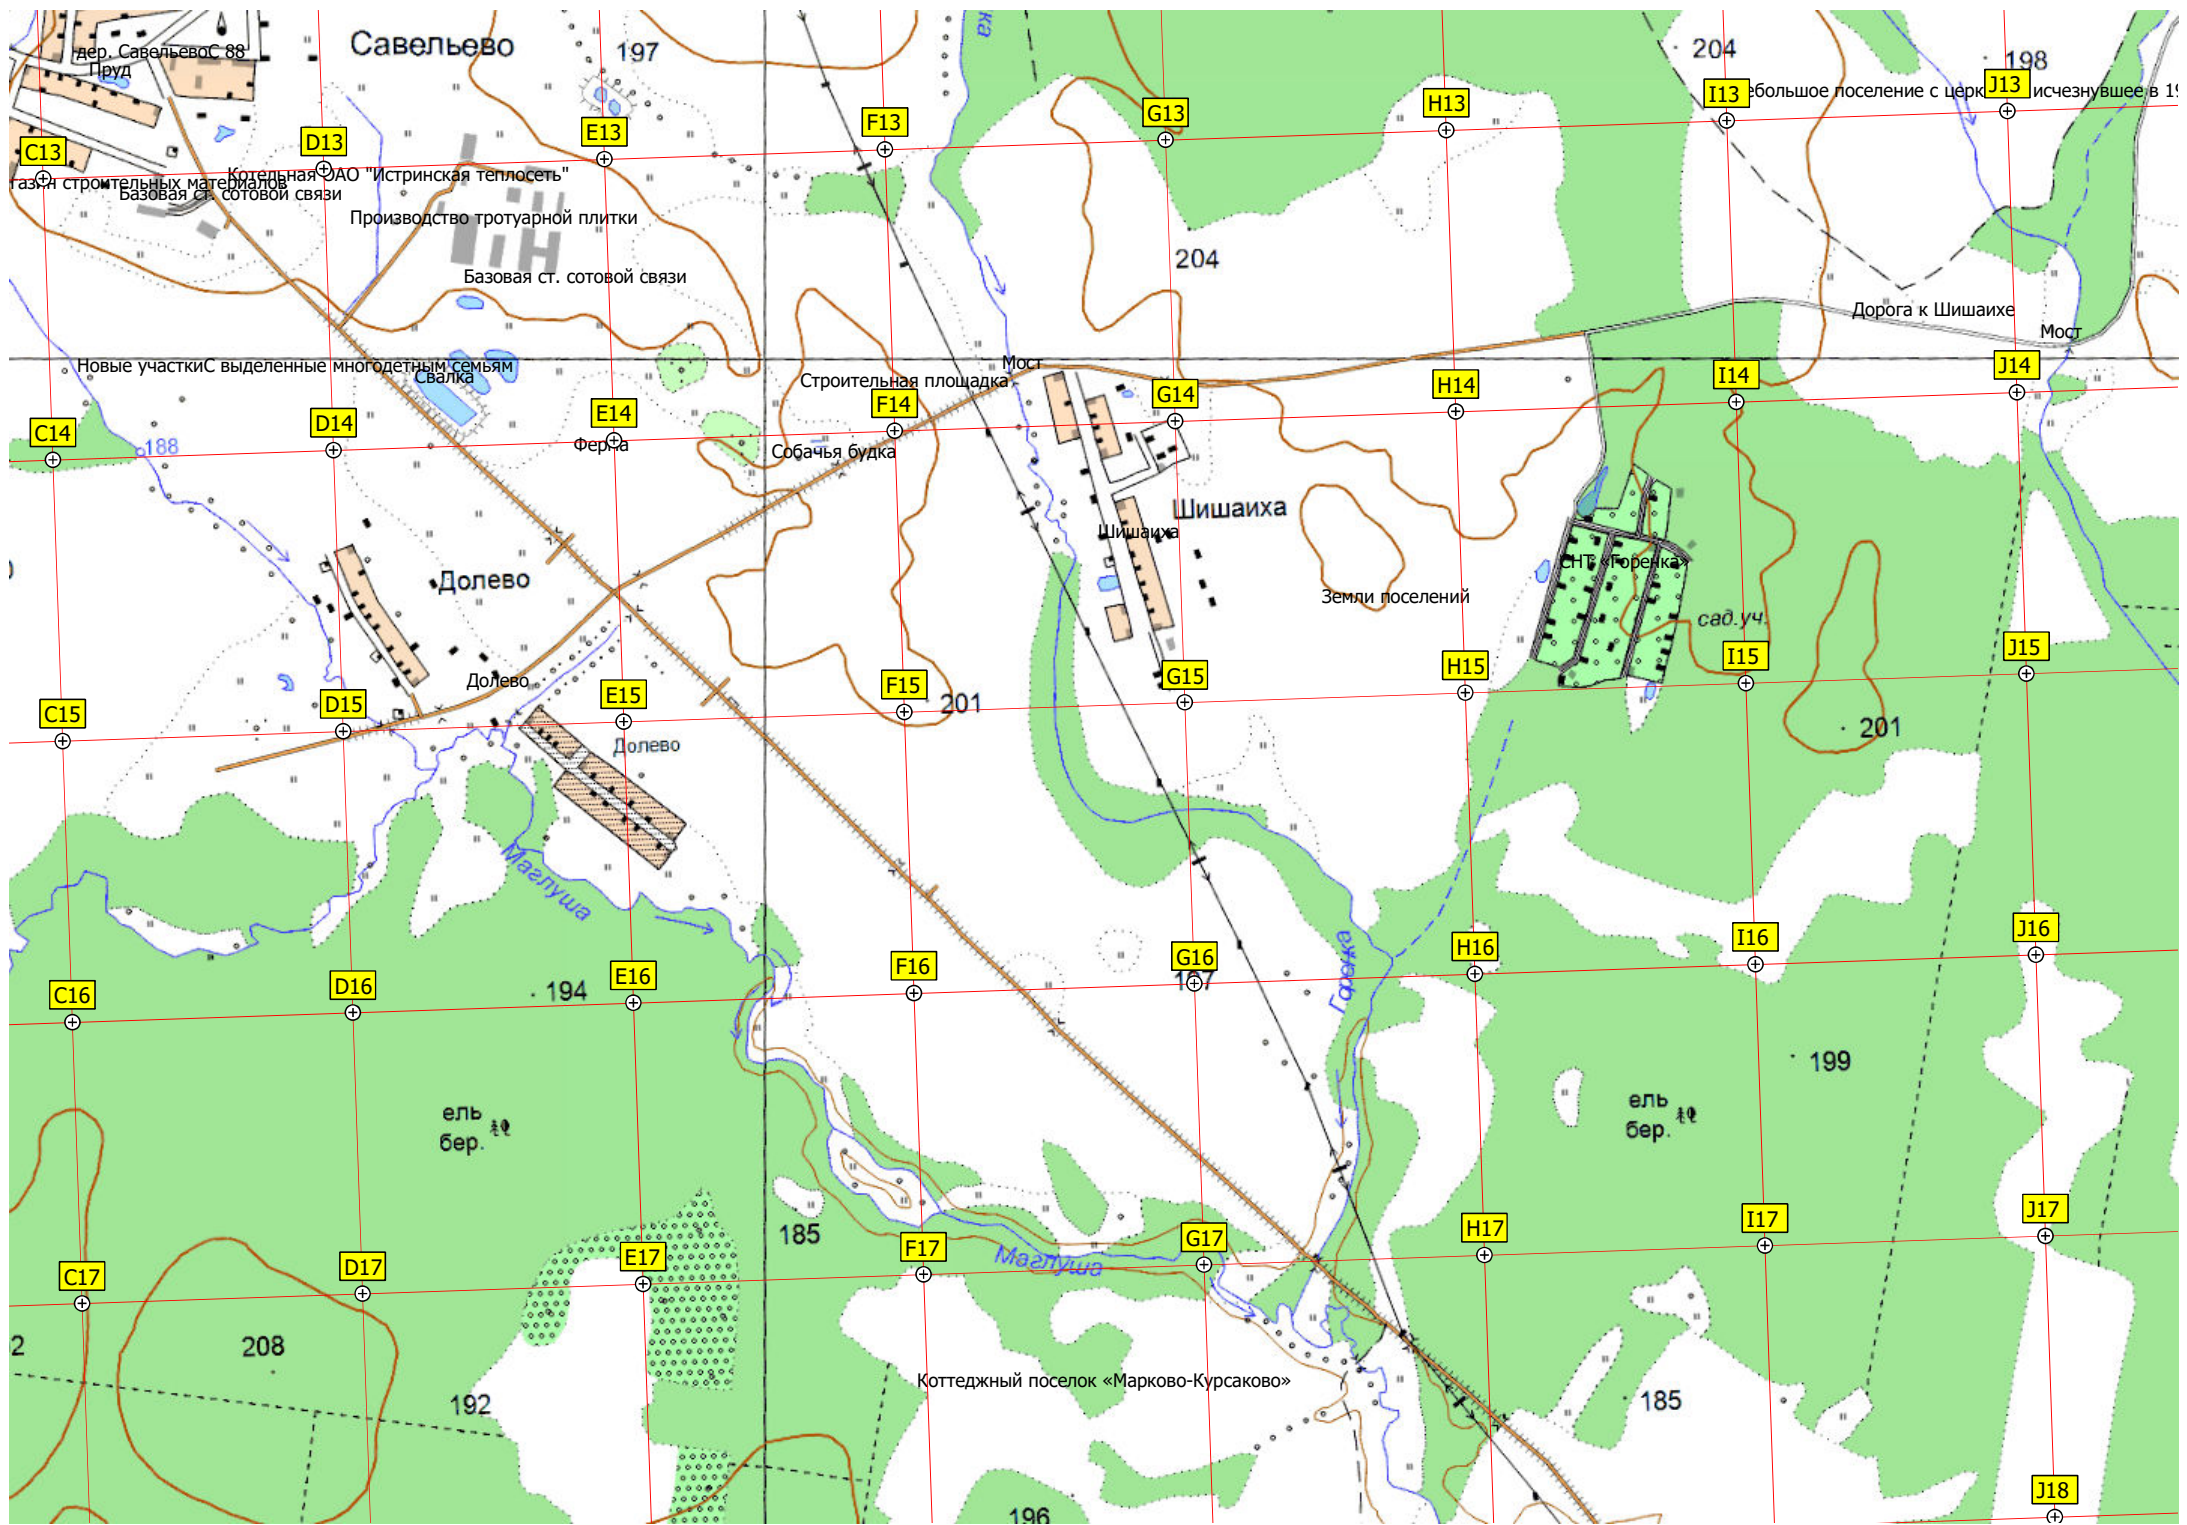 ка
дер. СавельевоС 88
Савельево
197
204
198
Пруд
ебольшое поселение с церк
исчезнувшее в 19
C13
D13
E13
F13
G13
H13
I13
J13
Котельная ОАО "Истринская теплосеть"
газин строительных материалов
Базовая ст. сотовой связи
Производство тротуарной плитки
204
Базовая ст. сотовой связи
Дорога к Шишаихе
Мост
Новые участкиС выделенные многодетным семьям
Мост
Свалка
Строительная площадка
C14
D14
E14
F14
G14
H14
I14
J14
188
Ферма
Собачья будка
Шишаиха
Шишаиха
СНТ «Горенка»
Долево
Земли поселений
сад.уч.
Долево
201
C15
D15
E15
F15
G15
H15
I15
J15
201
Долево
Маглуша
Горенка
C16
D16
E16
F16
G16
H16
I16
J16
194
199
ель
бер.
ель
бер.
185
Маглуша
C17
D17
E17
F17
G17
H17
I17
J17
2
208
192
Коттеджный поселок «Марково-Курсаково»
185
196
J18